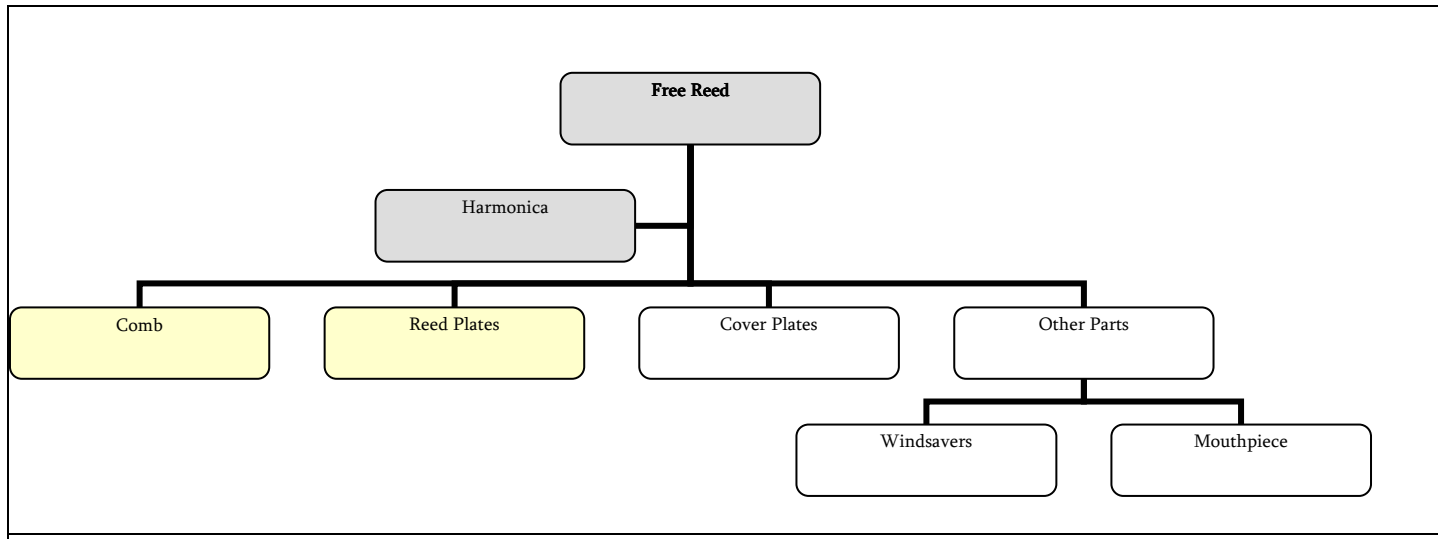 Free Reed
Harmonica
Comb
Reed Plates
Cover Plates
Other Parts
Windsavers
Mouthpiece